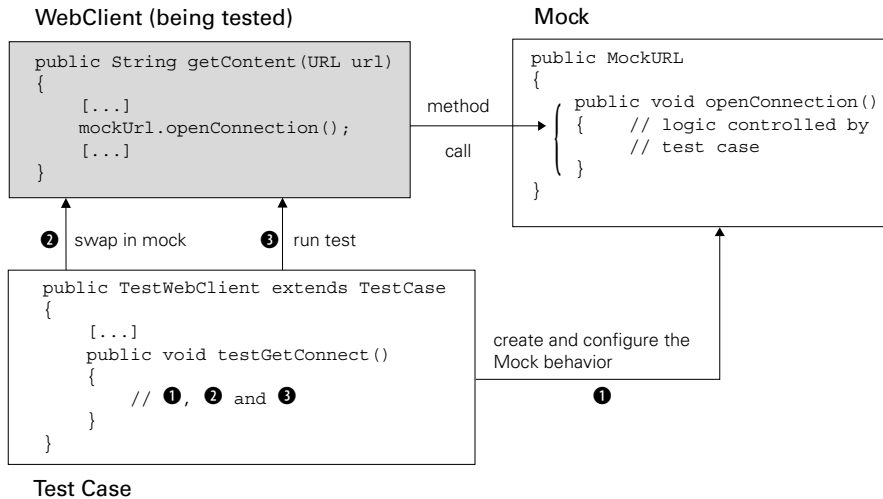 WebClient (being tested)
public String getContent(URL url)
{
[...]
mockUrl.openConnection();
[...]
}
method
call
Mock
public MockURL
{
public void openConnection()
{ // logic controlled by
// test case
}
}
❷ swap in mock
❸ run test
public TestWebClient extends TestCase
{
[...]
public void testGetConnect()
{
// ❶, ❷ and ❸
}
}
Test Case
create and configure the
Mock behavior
❶